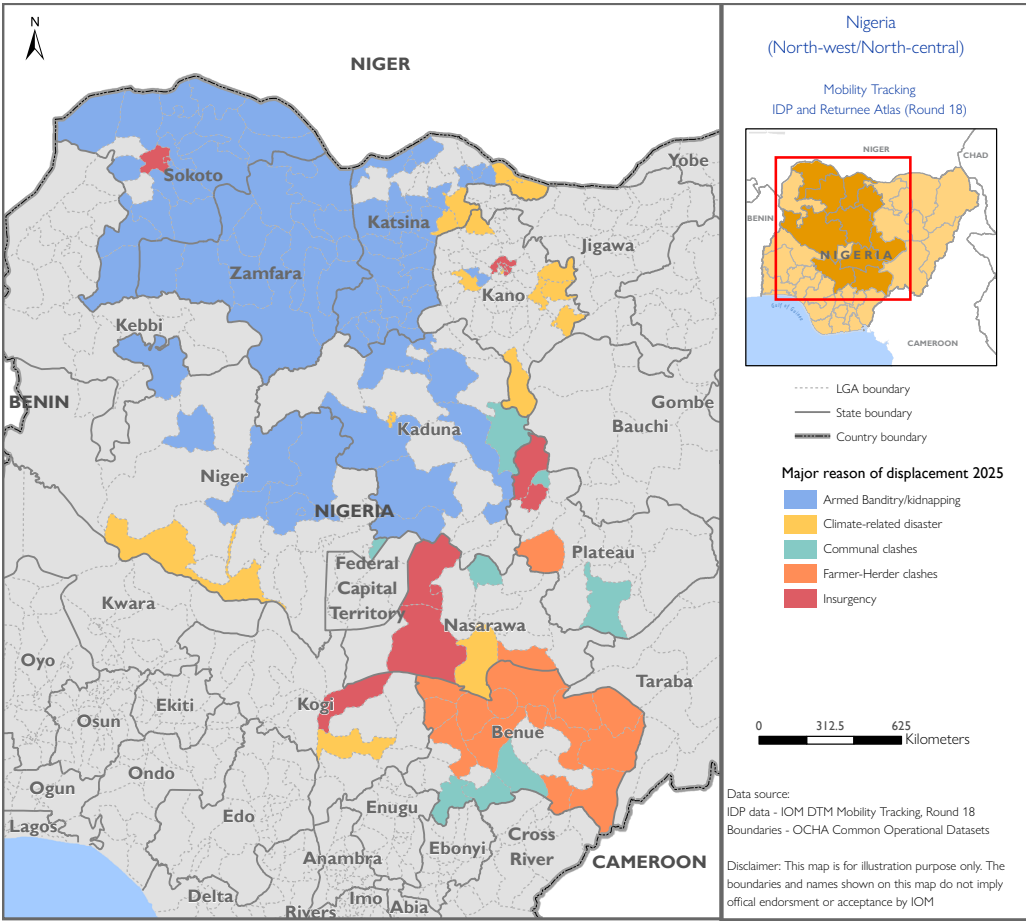 N
NIGER
Yobe
Sokoto
Katsina
Jigawa
Zamfara
Kano
Kebbi
BENIN
Gombe
Kaduna
Bauchi
Niger
NIGERIA
Plateau
Federal
Capital
Territory
Kwara
Nasarawa
Oyo
Taraba
Kogi
Ekiti
Osun
Benue
Ondo
Ogun
Enugu
Edo
Lagos
Cross
River
Ebonyi
Anambra
CAMEROON
Delta
Imo
Abia
Rivers
Nigeria
(North-west/North-central)
Mobility Tracking
IDP and Returnee Atlas (Round 18)
NIGER
CHAD
BENIN
NIGERIA
Gulf of Guinea
CAMEROON
LGA boundary
State boundary
Country boundary
Major reason of displacement 2025
Armed Banditry/kidnapping
Climate-related disaster
Communal clashes
Farmer-Herder clashes
Insurgency
0 312.5 625
Kilometers
Data source:
IDP data - IOM DTM Mobility Tracking, Round 18
Boundaries - OCHA Common Operational Datasets
Disclaimer: This map is for illustration purpose only. The
boundaries and names shown on this map do not imply
offical endorsment or acceptance by IOM